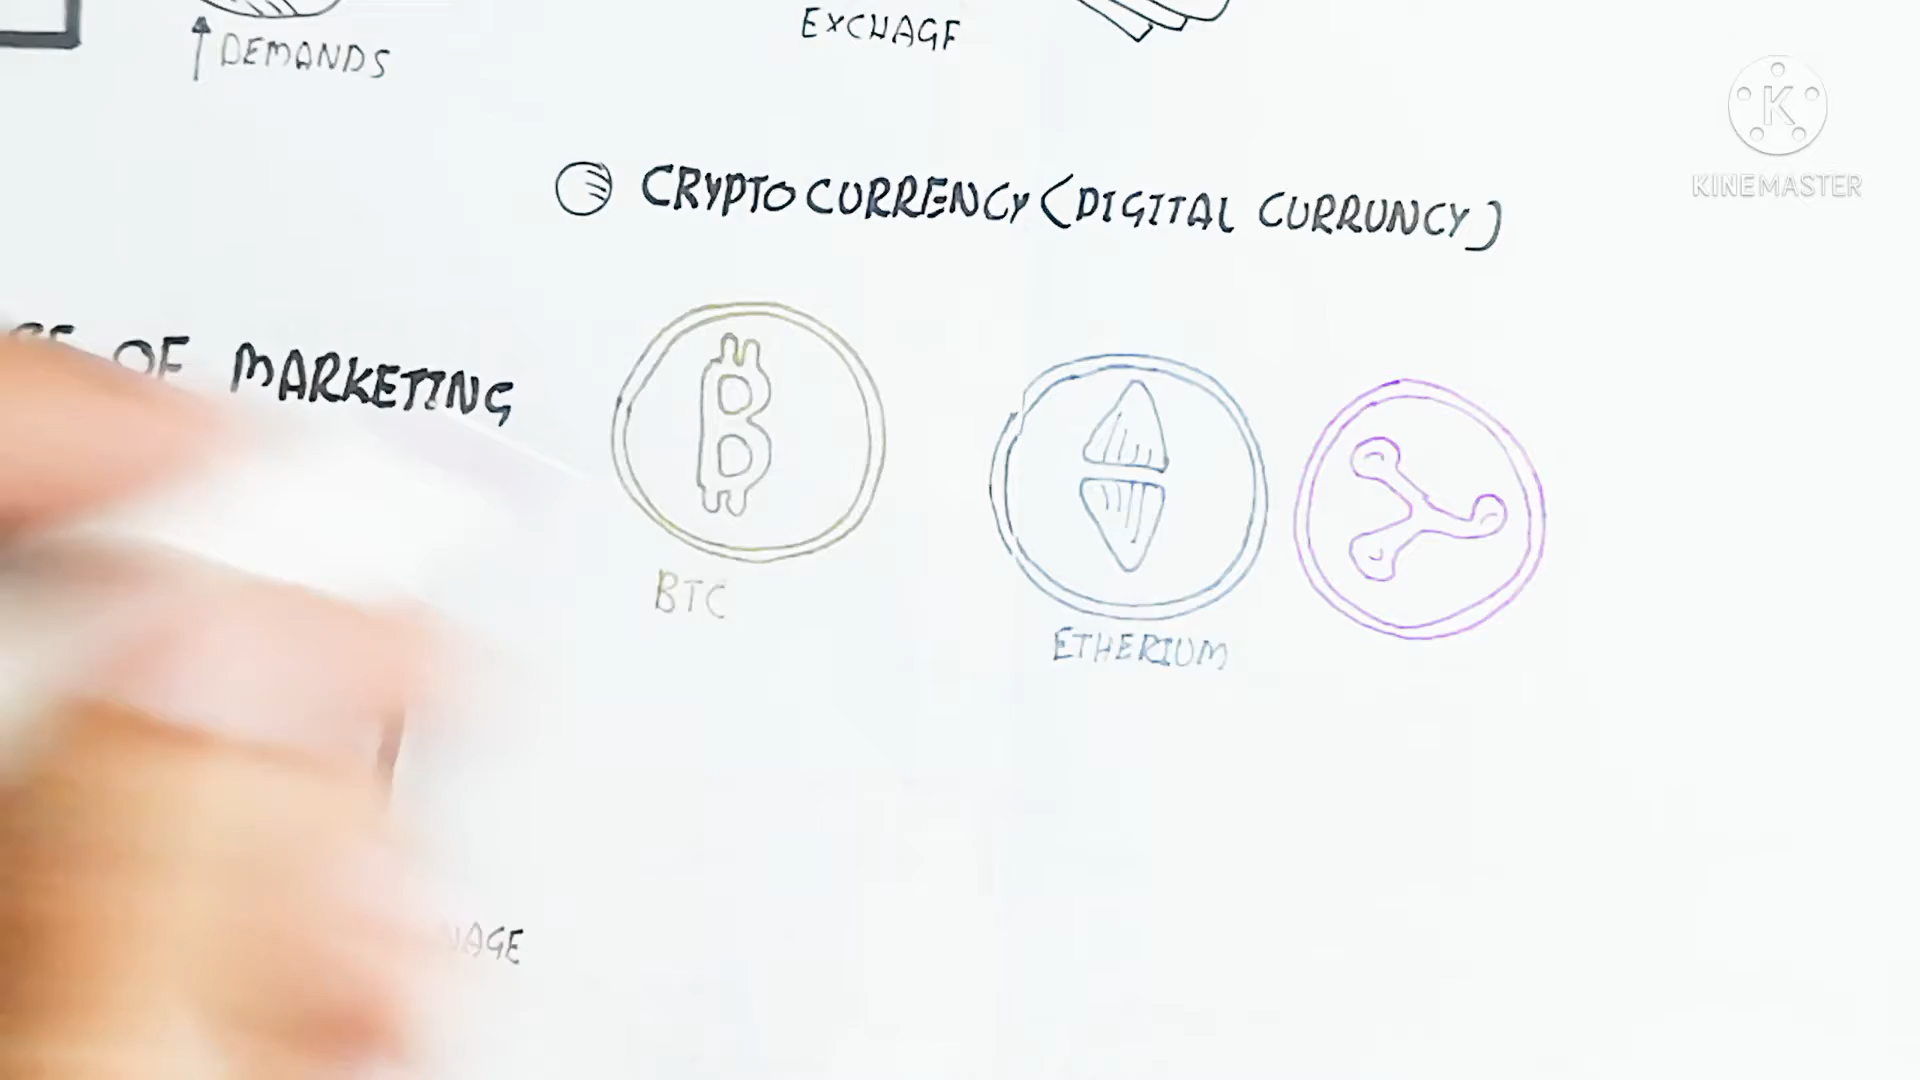 DEMANDS
EXCHAGE
KINEMASTER
CRYPTO CURRENCY (DIGITAL CURRUNCY)
OF MARKETING
BTC
ETHERIUM